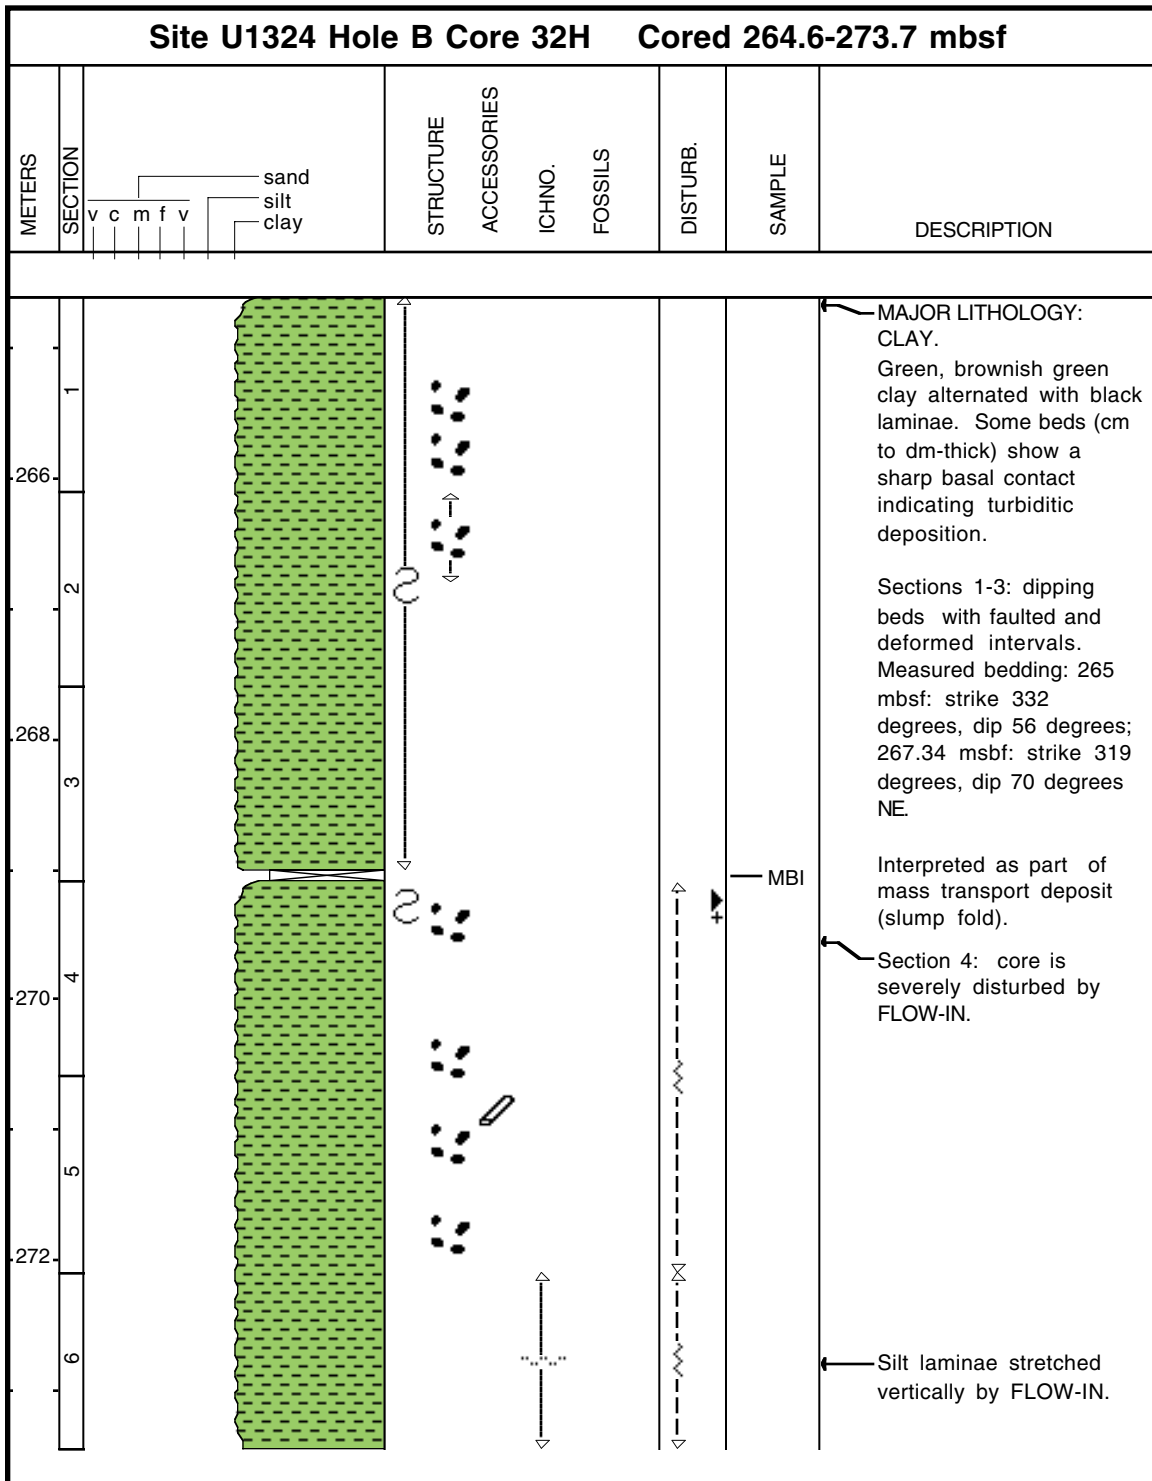 Site U1324 Hole B Core 32H Cored 264.6-273.7 mbsf
METERS
SECTION
v c m f v
sand
silt
clay
STRUCTURE
ACCESSORIES
ICHNO.
FOSSILS
DISTURB.
SAMPLE
DESCRIPTION
1
266
2
268
3
4
270
5
272
6
MBI
MAJOR LITHOLOGY:
CLAY.
Green, brownish green
clay alternated with black
laminae. Some beds (cm
to dm-thick) show a
sharp basal contact
indicating turbiditic
deposition.
Sections 1-3: dipping
beds with faulted and
deformed intervals.
Measured bedding: 265
mbsf: strike 332
degrees, dip 56 degrees;
267.34 msbf: strike 319
degrees, dip 70 degrees
NE.
Interpreted as part of
mass transport deposit
(slump fold).
Section 4: core is
severely disturbed by
FLOW-IN.
Silt laminae stretched
vertically by FLOW-IN.